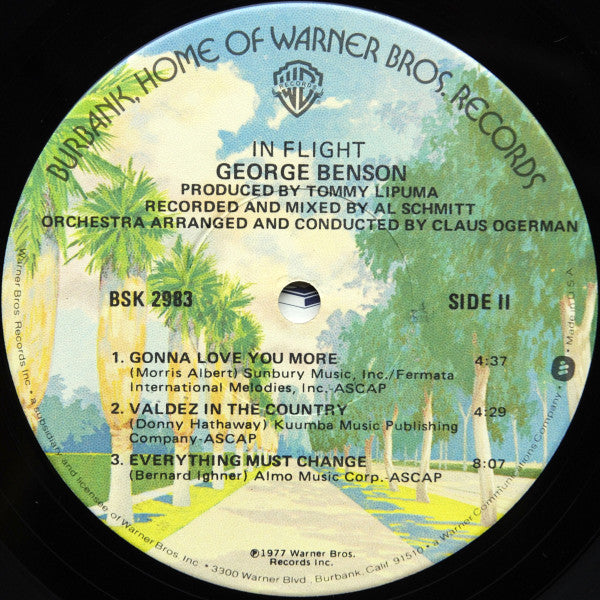 BURBANK, HOME OF WARNER BROS. RECORDS
RECORDS
IN FLIGHT
GEORGE BENSON
PRODUCED BY TOMMY LIPUMA
RECORDED AND MIXED BY AL SCHMITT
ORCHESTRA ARRANGED AND CONDUCTED BY CLAUS OGERMAN
BSK 2983
SIDE II
1. GONNA LOVE YOU MORE 4:37
(Morris Albert) Sunbury Music, Inc./Fermata
International Melodies, Inc.-ASCAP
2. VALDEZ IN THE COUNTRY 4:29
(Donny Hathaway) Kuumba Music Publishing
Company-ASCAP
3. EVERYTHING MUST CHANGE 8:07
(Bernard Ighner) Almo Music Corp.-ASCAP
℗1977 Warner Bros.
Records Inc.
Warner Bros Records Inc. • a subsidiary and licensee of Warner Bros. Inc • 3300 Warner Blvd., Burbank, Calif 91510 • a Warner Communications Company
Made in U.S.A.